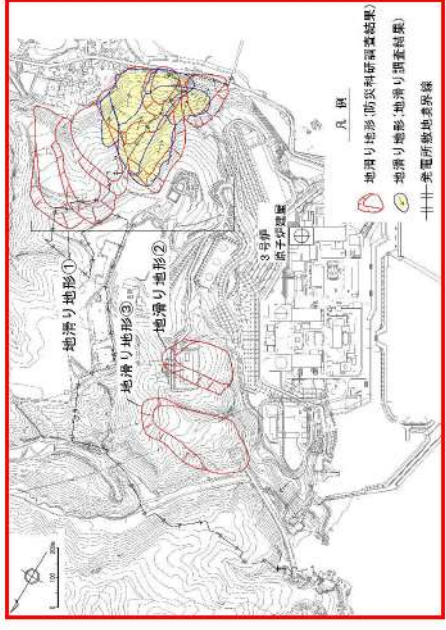 地滑り地形①
地滑り地形③
地滑り地形②
3号炉
原子炉建屋
凡 例
地滑り地形(防災科研調査結果)
地滑り地形(地滑り調査結果)
発電所敷地境界線